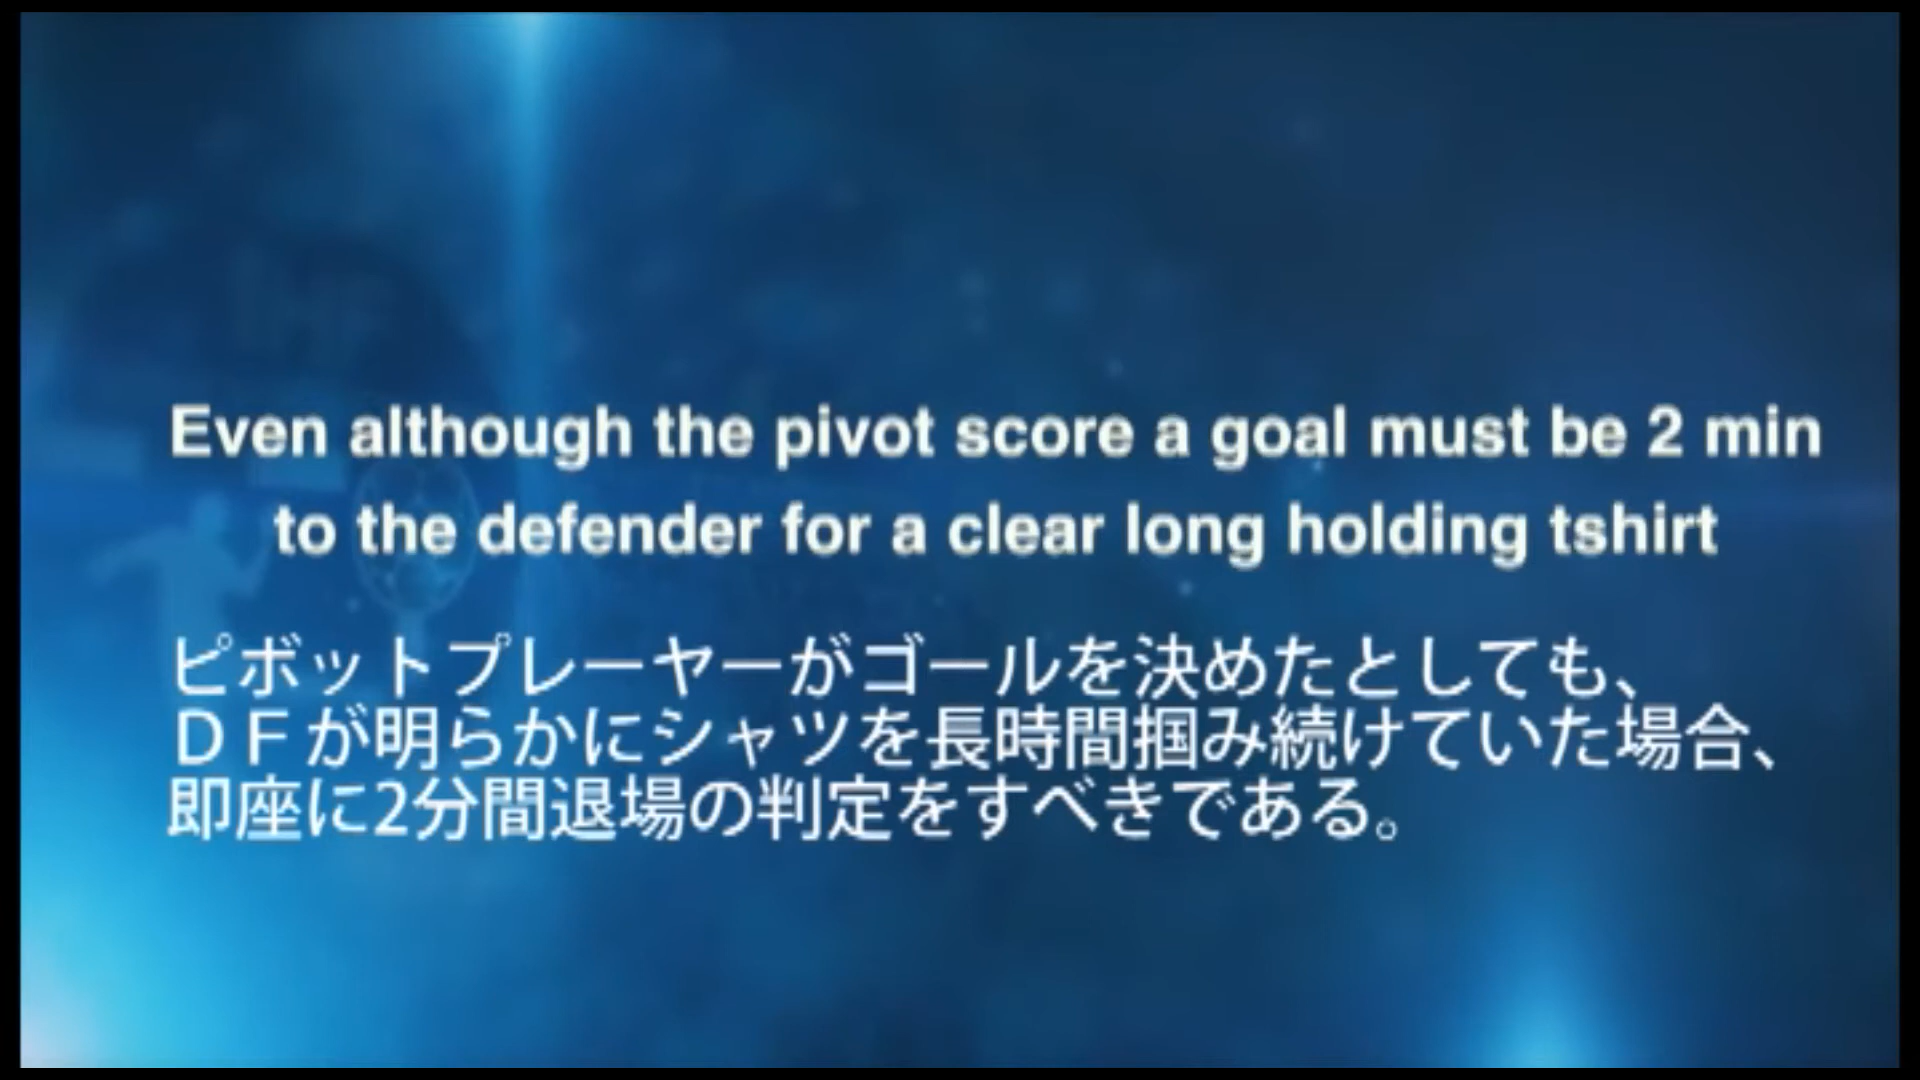 Even although the pivot score a goal must be 2 min
to the defender for a clear long holding tshirt
ピボットプレーヤーがゴールを決めたとしても、
ＤＦが明らかにシャツを長時間掴み続けていた場合、
即座に2分間退場の判定をすべきである。